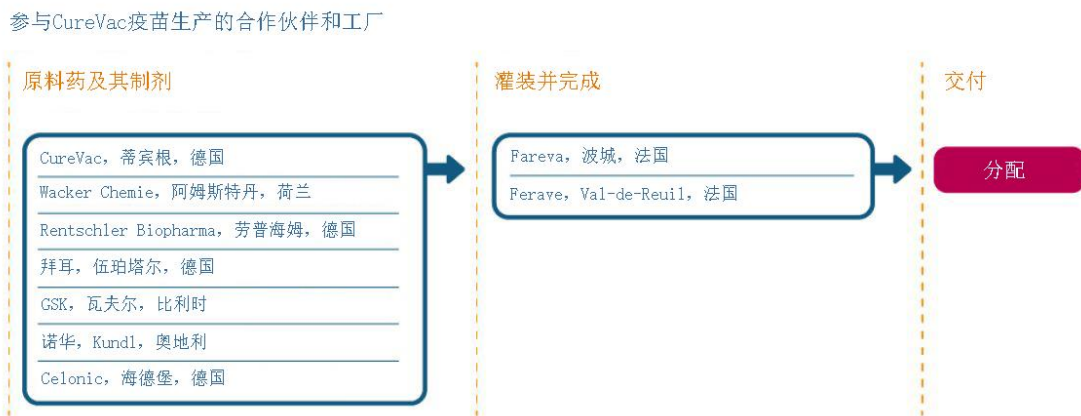 参与CureVac疫苗生产的合作伙伴和工厂
原料药及其制剂
CureVac，蒂宾根，德国
Wacker Chemie，阿姆斯特丹，荷兰
Rentschler Biopharma，劳普海姆，德国
拜耳，伍珀塔尔，德国
GSK，瓦夫尔，比利时
诺华，Kundl，奥地利
Celonic，海德堡，德国
灌装并完成
Fareva，波城，法国
Ferave，Val-de-Reuil，法国
交付
分配